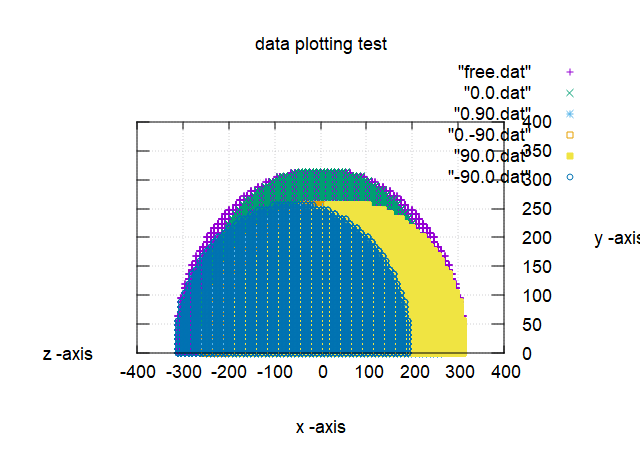 data plotting test
"free.dat"
"0.0.dat"
"0.90.dat"
"0.-90.dat"
"90.0.dat"
"-90.0.dat"
400
350
300
250
200
150
100
50
0
y -axis
z -axis
-400 -300 -200 -100 0 100 200 300 400
x -axis